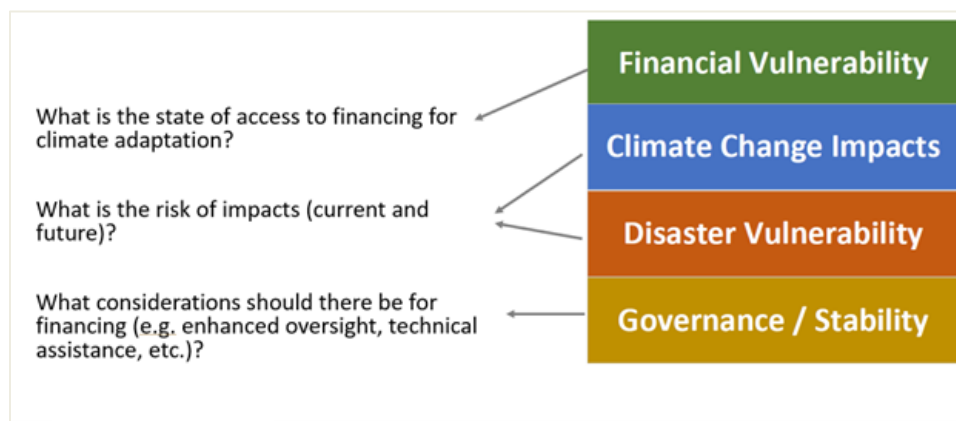 Financial Vulnerability
What is the state of access to financing for
climate adaptation?
Climate Change Impacts
What is the risk of impacts (current and
future)?
Disaster Vulnerability
What considerations should there be for
financing (e.g. enhanced oversight, technical
assistance, etc.)?
Governance / Stability